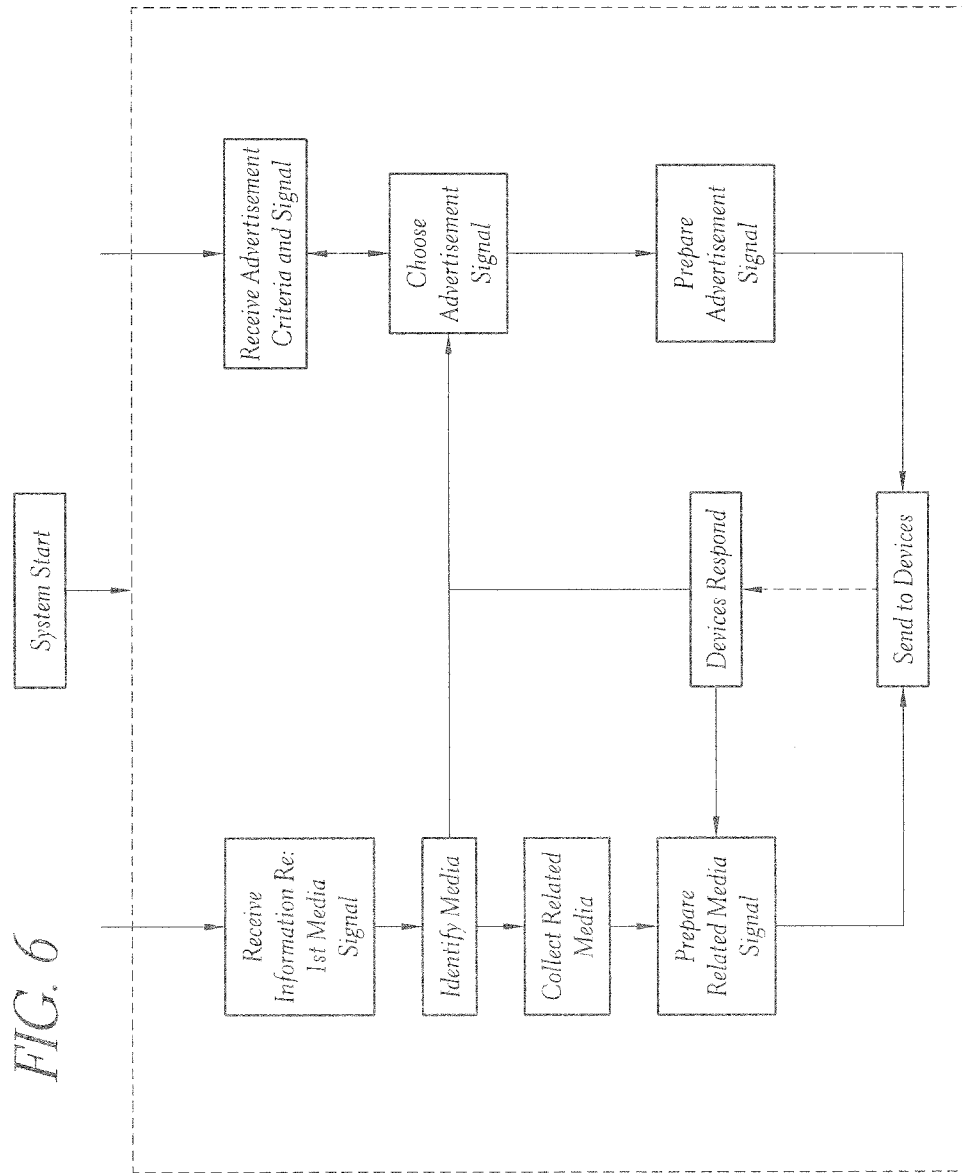 FIG. 6
System Start
Receive
Information Re:
1st Media
Signal
Identify Media
Collect Related
Media
Prepare
Related Media
Signal
Receive Advertisement
Criteria and Signal
Choose
Advertisement
Signal
Prepare
Advertisement
Signal
Devices Respond
Send to Devices